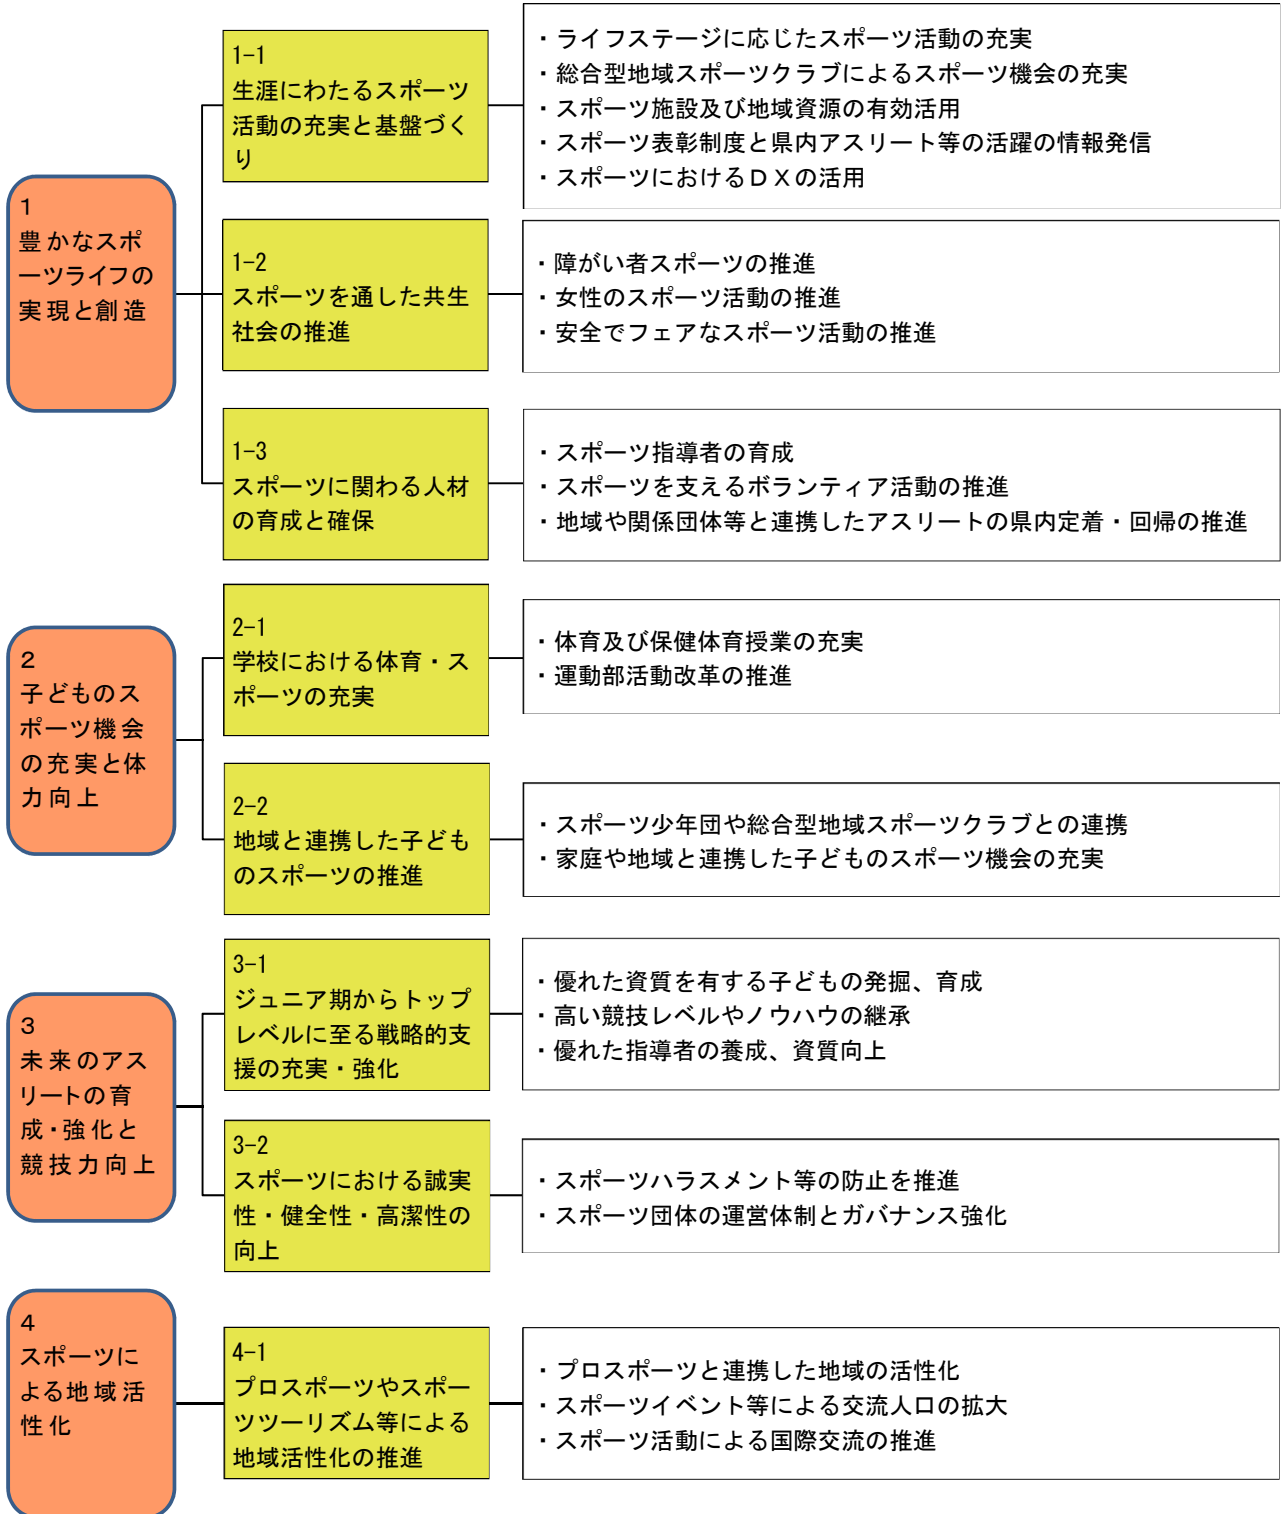 1
豊かなスポ
ーツライフの
実現と創造
1-1
生涯にわたるスポーツ
活動の充実と基盤づく
り
・ライフステージに応じたスポーツ活動の充実
・総合型地域スポーツクラブによるスポーツ機会の充実
・スポーツ施設及び地域資源の有効活用
・スポーツ表彰制度と県内アスリート等の活躍の情報発信
・スポーツにおけるＤＸの活用
1-2
スポーツを通した共生
社会の推進
・障がい者スポーツの推進
・女性のスポーツ活動の推進
・安全でフェアなスポーツ活動の推進
1-3
スポーツに関わる人材
の育成と確保
・スポーツ指導者の育成
・スポーツを支えるボランティア活動の推進
・地域や関係団体等と連携したアスリートの県内定着・回帰の推進
2
子どものス
ポーツ機会
の充実と体
力向上
2-1
学校における体育・ス
ポーツの充実
・体育及び保健体育授業の充実
・運動部活動改革の推進
2-2
地域と連携した子ども
のスポーツの推進
・スポーツ少年団や総合型地域スポーツクラブとの連携
・家庭や地域と連携した子どものスポーツ機会の充実
3
未来のアス
リートの育
成・強化と
競技力向上
3-1
ジュニア期からトップ
レベルに至る戦略的支
援の充実・強化
・優れた資質を有する子どもの発掘、育成
・高い競技レベルやノウハウの継承
・優れた指導者の養成、資質向上
3-2
スポーツにおける誠実
性・健全性・高潔性の
向上
・スポーツハラスメント等の防止を推進
・スポーツ団体の運営体制とガバナンス強化
4
スポーツに
よる地域活
性化
4-1
プロスポーツやスポー
ツツーリズム等による
地域活性化の推進
・プロスポーツと連携した地域の活性化
・スポーツイベント等による交流人口の拡大
・スポーツ活動による国際交流の推進